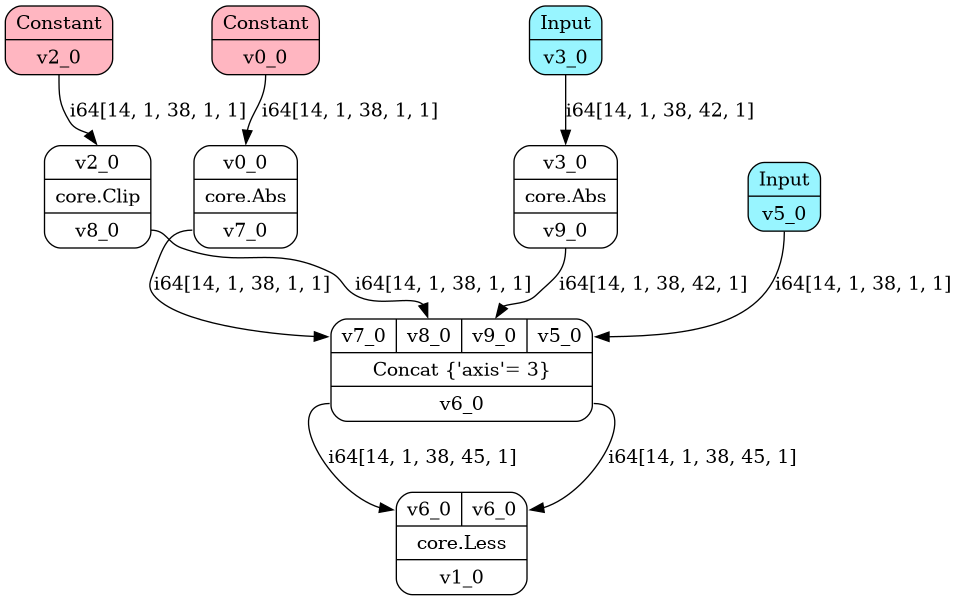 Constant
v2_0
Constant
v0_0
Input
v3_0
i64[14, 1, 38, 1, 1]
i64[14, 1, 38, 1, 1]
i64[14, 1, 38, 42, 1]
v2_0
core.Clip
v8_0
v0_0
core.Abs
v7_0
v3_0
core.Abs
v9_0
Input
v5_0
i64[14, 1, 38, 1, 1]
i64[14, 1, 38, 1, 1]
i64[14, 1, 38, 42, 1]
i64[14, 1, 38, 1, 1]
v7_0 v8_0 v9_0 v5_0
Concat {'axis'= 3}
v6_0
i64[14, 1, 38, 45, 1]
i64[14, 1, 38, 45, 1]
v6_0 v6_0
core.Less
v1_0